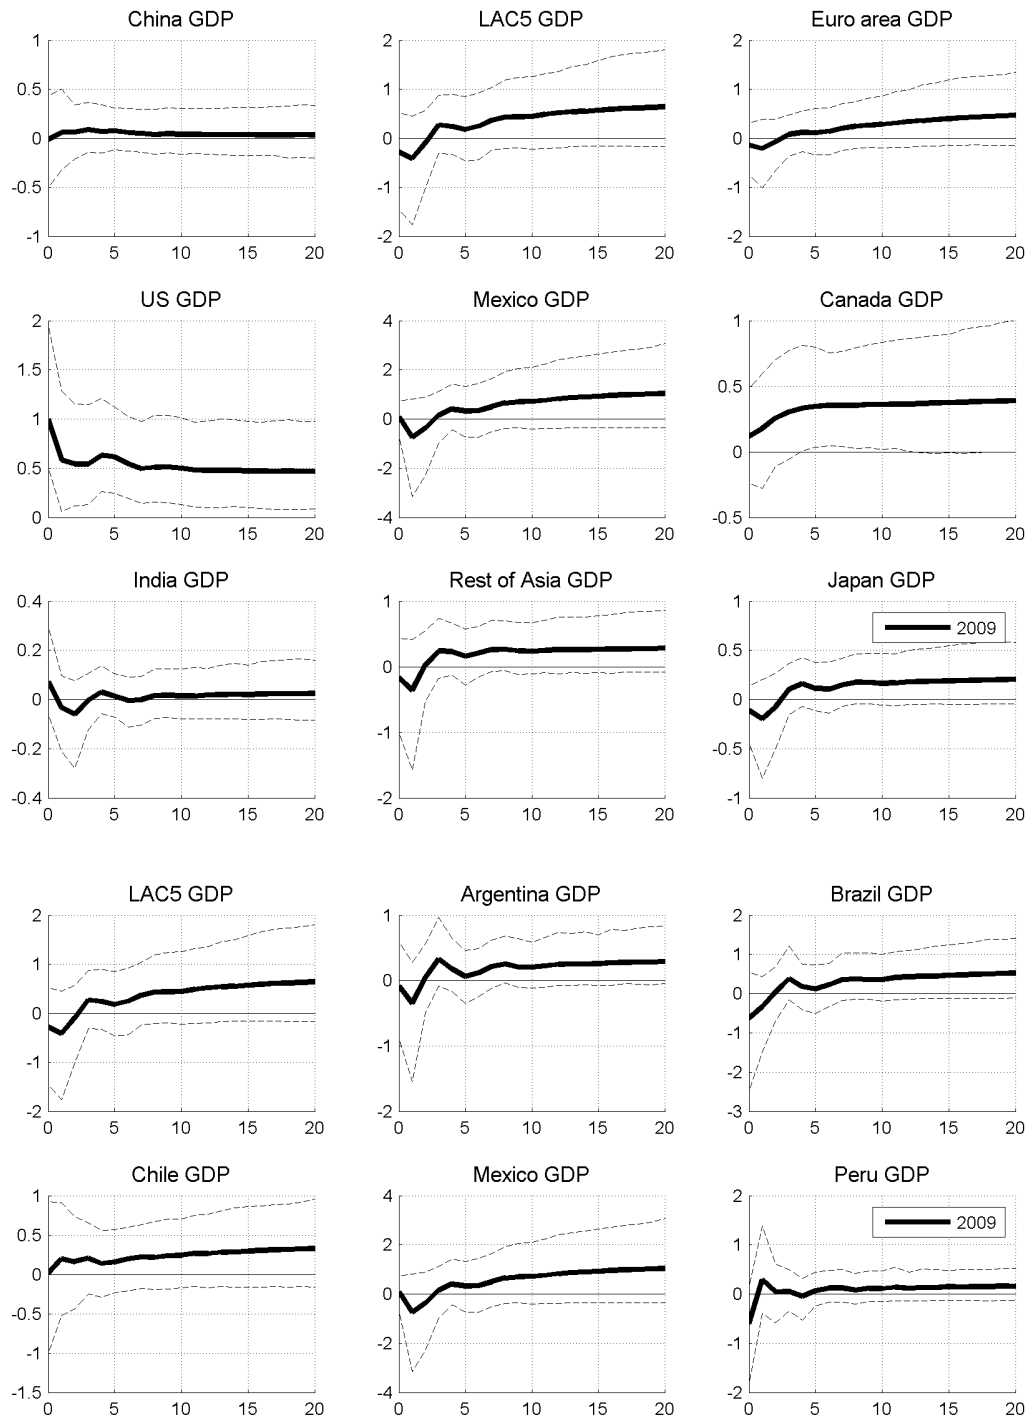 China GDP LAC5 GDP Euro area GDP
1 2 2
0.5 1 1
0 0 0
-0.5 -1 -1
-1 -2 -2
0 5 10 15 20 0 5 10 15 20 0 5 10 15 20
US GDP Mexico GDP Canada GDP
2 4 1
1.5 2 0.5
1 0 0
0.5 -2 -0.5
0 -4
0 5 10 15 20 0 5 10 15 20 0 5 10 15 20
India GDP Rest of Asia GDP Japan GDP
0.4 1 1
2009
0.2 0 0.5
0 -1 0
-0.2 -2 -0.5
-0.4 -1
0 5 10 15 20 0 5 10 15 20 0 5 10 15 20
LAC5 GDP Argentina GDP Brazil GDP
2 1 2
1 0 1
0 -1 0
-1 -2 -1
-2 -2
-3
0 5 10 15 20 0 5 10 15 20 0 5 10 15 20
Chile GDP Mexico GDP Peru GDP
1 4 2
2009
0.5 2 1
0 0 0
-0.5 -2 -1
-1 -4 -2
-1.5
0 5 10 15 20 0 5 10 15 20 0 5 10 15 20